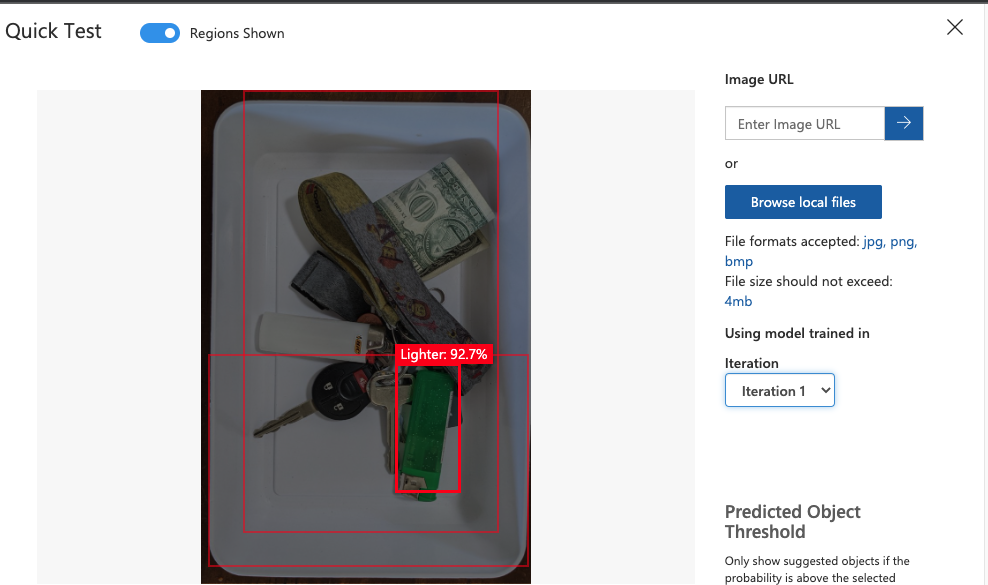 Quick Test
Regions Shown
Lighter: 92.7%
Image URL
Enter Image URL
or
Browse local files
File formats accepted: jpg, png,
bmp
File size should not exceed:
4mb
Using model trained in
Iteration
Iteration 1
Predicted Object
Threshold
Only show suggested objects if the
probability is above the selected